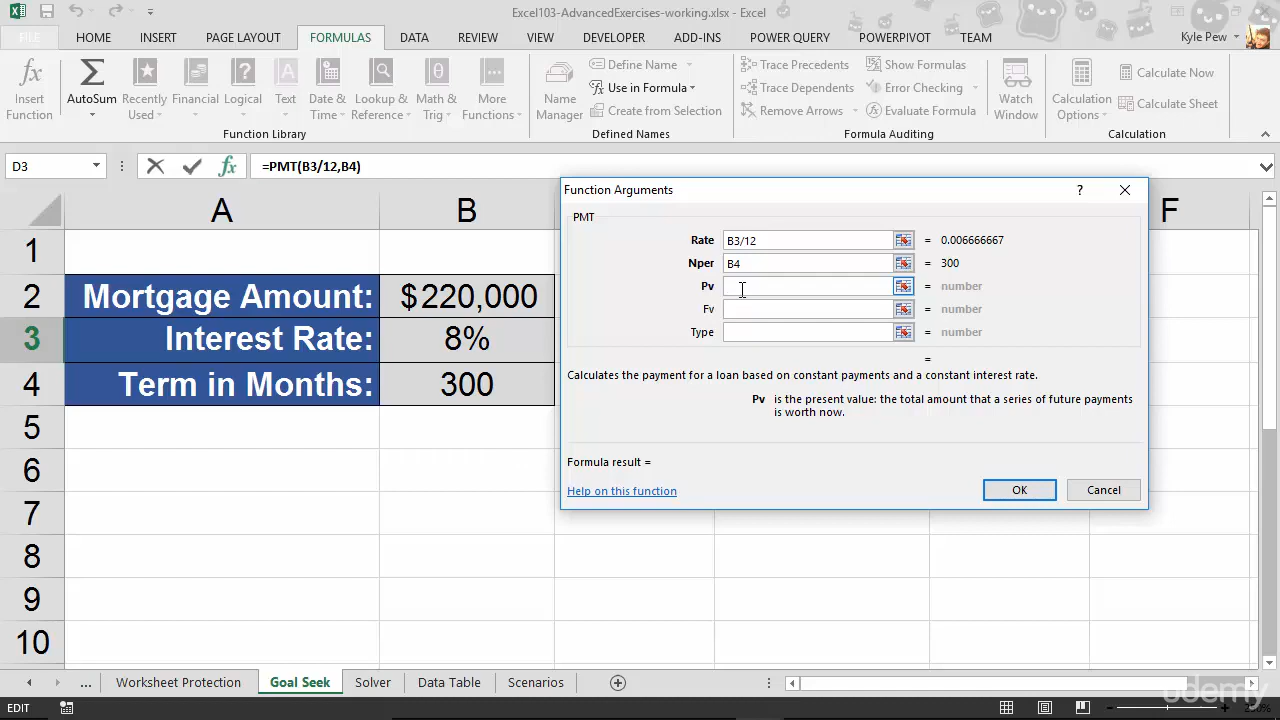 Excel103-AdvancedExercises-working.xlsx - Excel
FILE HOME INSERT PAGE LAYOUT FORMULAS DATA REVIEW VIEW DEVELOPER ADD-INS POWER QUERY POWERPIVOT TEAM Kyle Pew
Insert Function
AutoSum
Recently Used
Financial
Logical
Text
Date & Time
Lookup & Reference
Math & Trig
More Functions
Function Library
Name Manager
Define Name
Use in Formula
Create from Selection
Defined Names
Trace Precedents
Trace Dependents
Remove Arrows
Show Formulas
Error Checking
Evaluate Formula
Formula Auditing
Watch Window
Calculation Options
Calculate Now
Calculate Sheet
Calculation
D3 fx =PMT(B3/12,B4)
A B F
1
2 Mortgage Amount: $220,000
3 Interest Rate: 8%
4 Term in Months: 300
5
6
7
8
9
10
Function Arguments ?
PMT
Rate B3/12 = 0.006666667
Nper B4 = 300
Pv = number
Fv = number
Type = number
=
Calculates the payment for a loan based on constant payments and a constant interest rate.
Pv is the present value: the total amount that a series of future payments
is worth now.
Formula result =
Help on this function
OK Cancel
... Worksheet Protection Goal Seek Solver Data Table Scenarios
EDIT
udemy